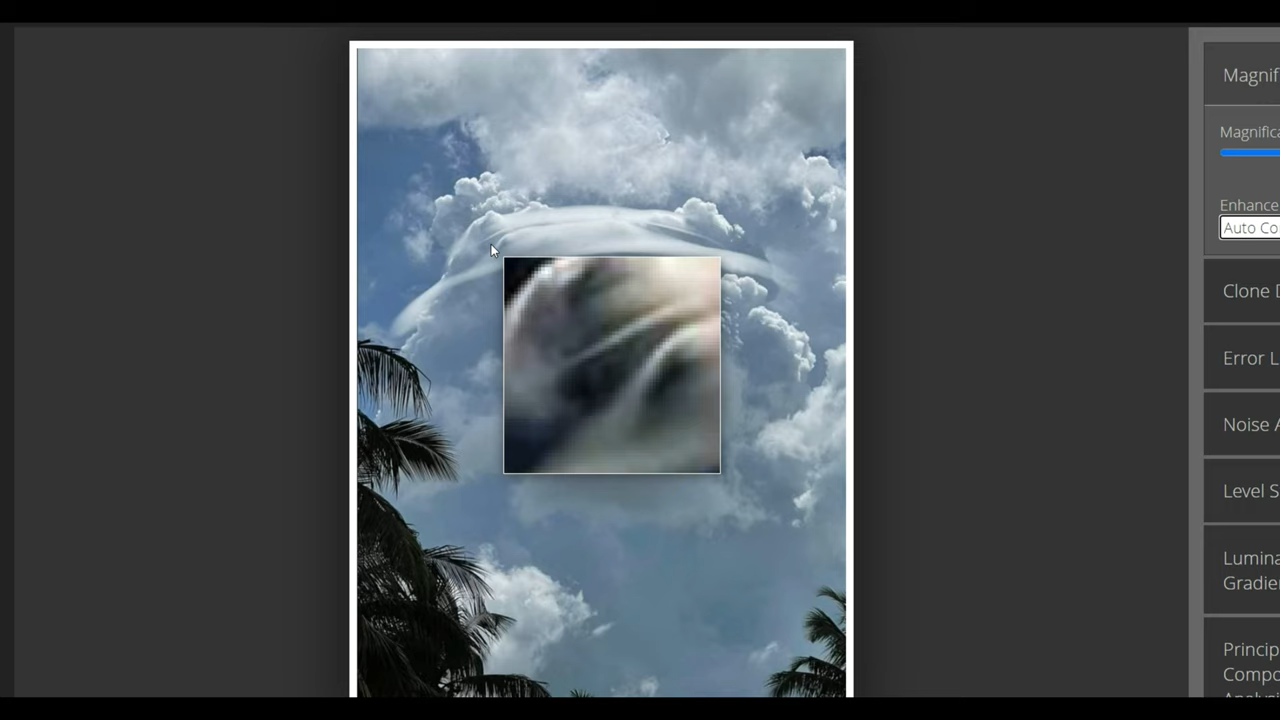 Magnif
Magnifica
Enhance
Auto Co
Clone D
Error L
Noise A
Level S
Lumina
Gradie
Princip
Compo